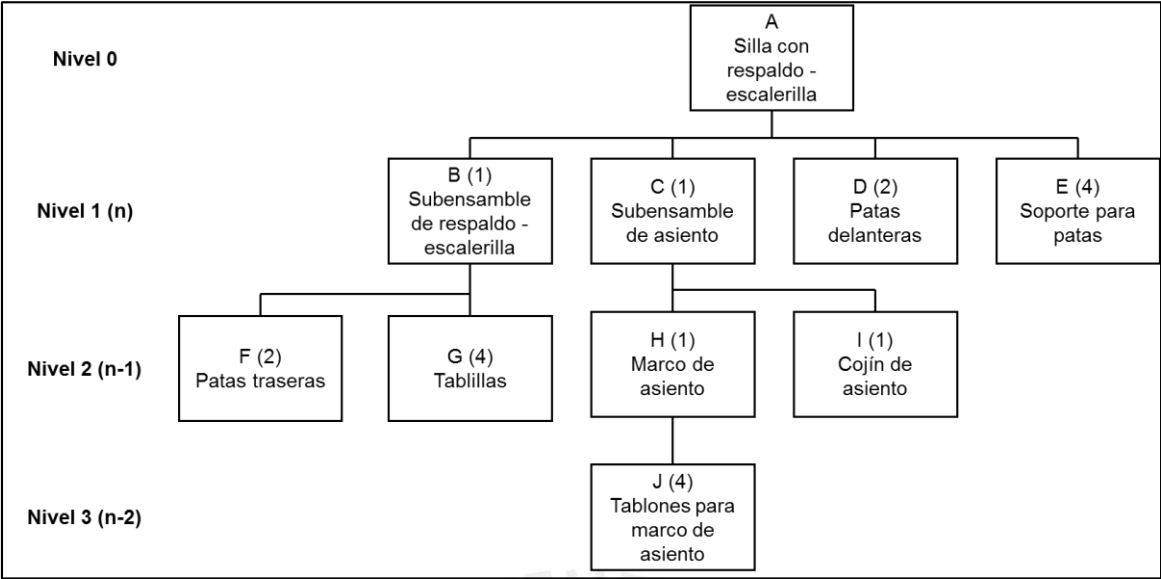 Nivel 0
A
Silla con
respaldo -
escalerilla
Nivel 1 (n)
B (1)
Subensamble
de respaldo -
escalerilla
C (1)
Subensamble
de asiento
D (2)
Patas
delanteras
E (4)
Soporte para
patas
Nivel 2 (n-1)
F (2)
Patas traseras
G (4)
Tablillas
H (1)
Marco de
asiento
I (1)
Cojín de
asiento
Nivel 3 (n-2)
J (4)
Tablones para
marco de
asiento